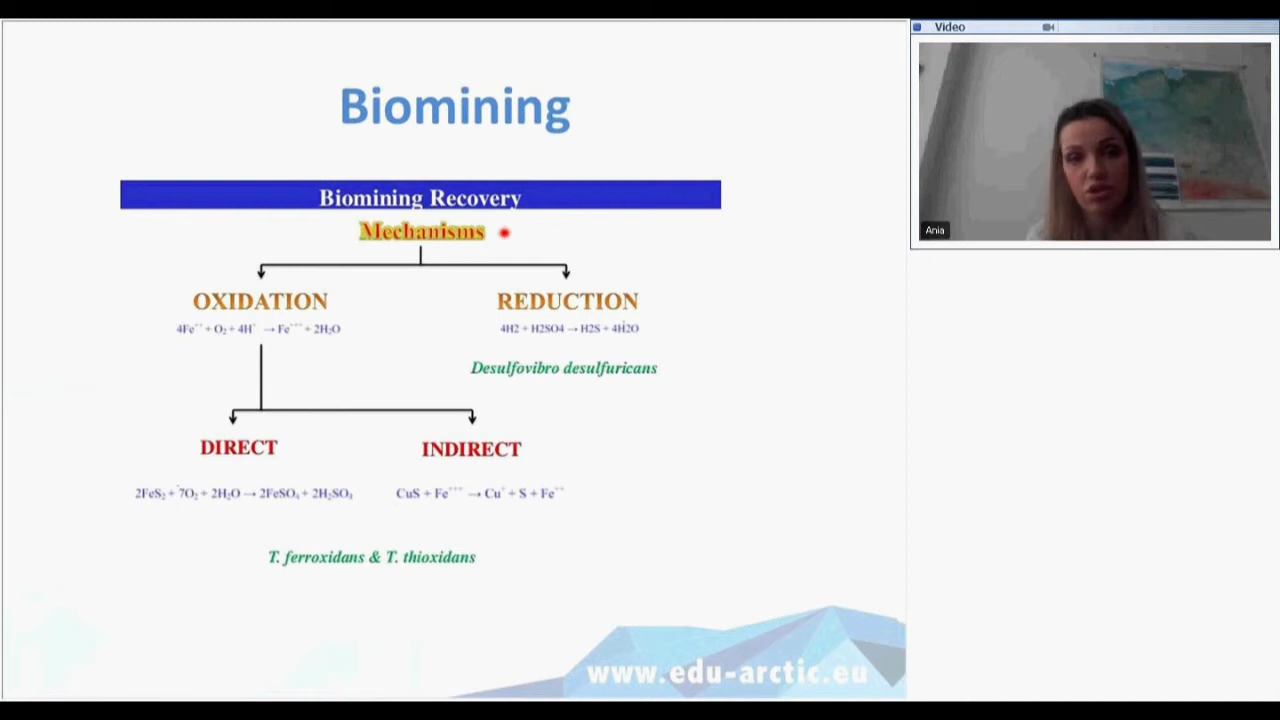 Biomining
Biomining Recovery
Mechanisms
OXIDATION
REDUCTION
4Fe⁺⁺ + O₂ + 4H⁺ → Fe⁺⁺⁺ + 2H₂O
4H2 + H2SO4 → H2S + 4H2O
Desulfovibro desulfuricans
DIRECT
INDIRECT
2FeS₂ + 7O₂ + 2H₂O → 2FeSO₄ + 2H₂SO₄
CuS + Fe⁺⁺⁺ → Cu⁺ + S + Fe⁺⁺
T. ferroxidans & T. thioxidans
www.edu-arctic.eu
Video
Ania